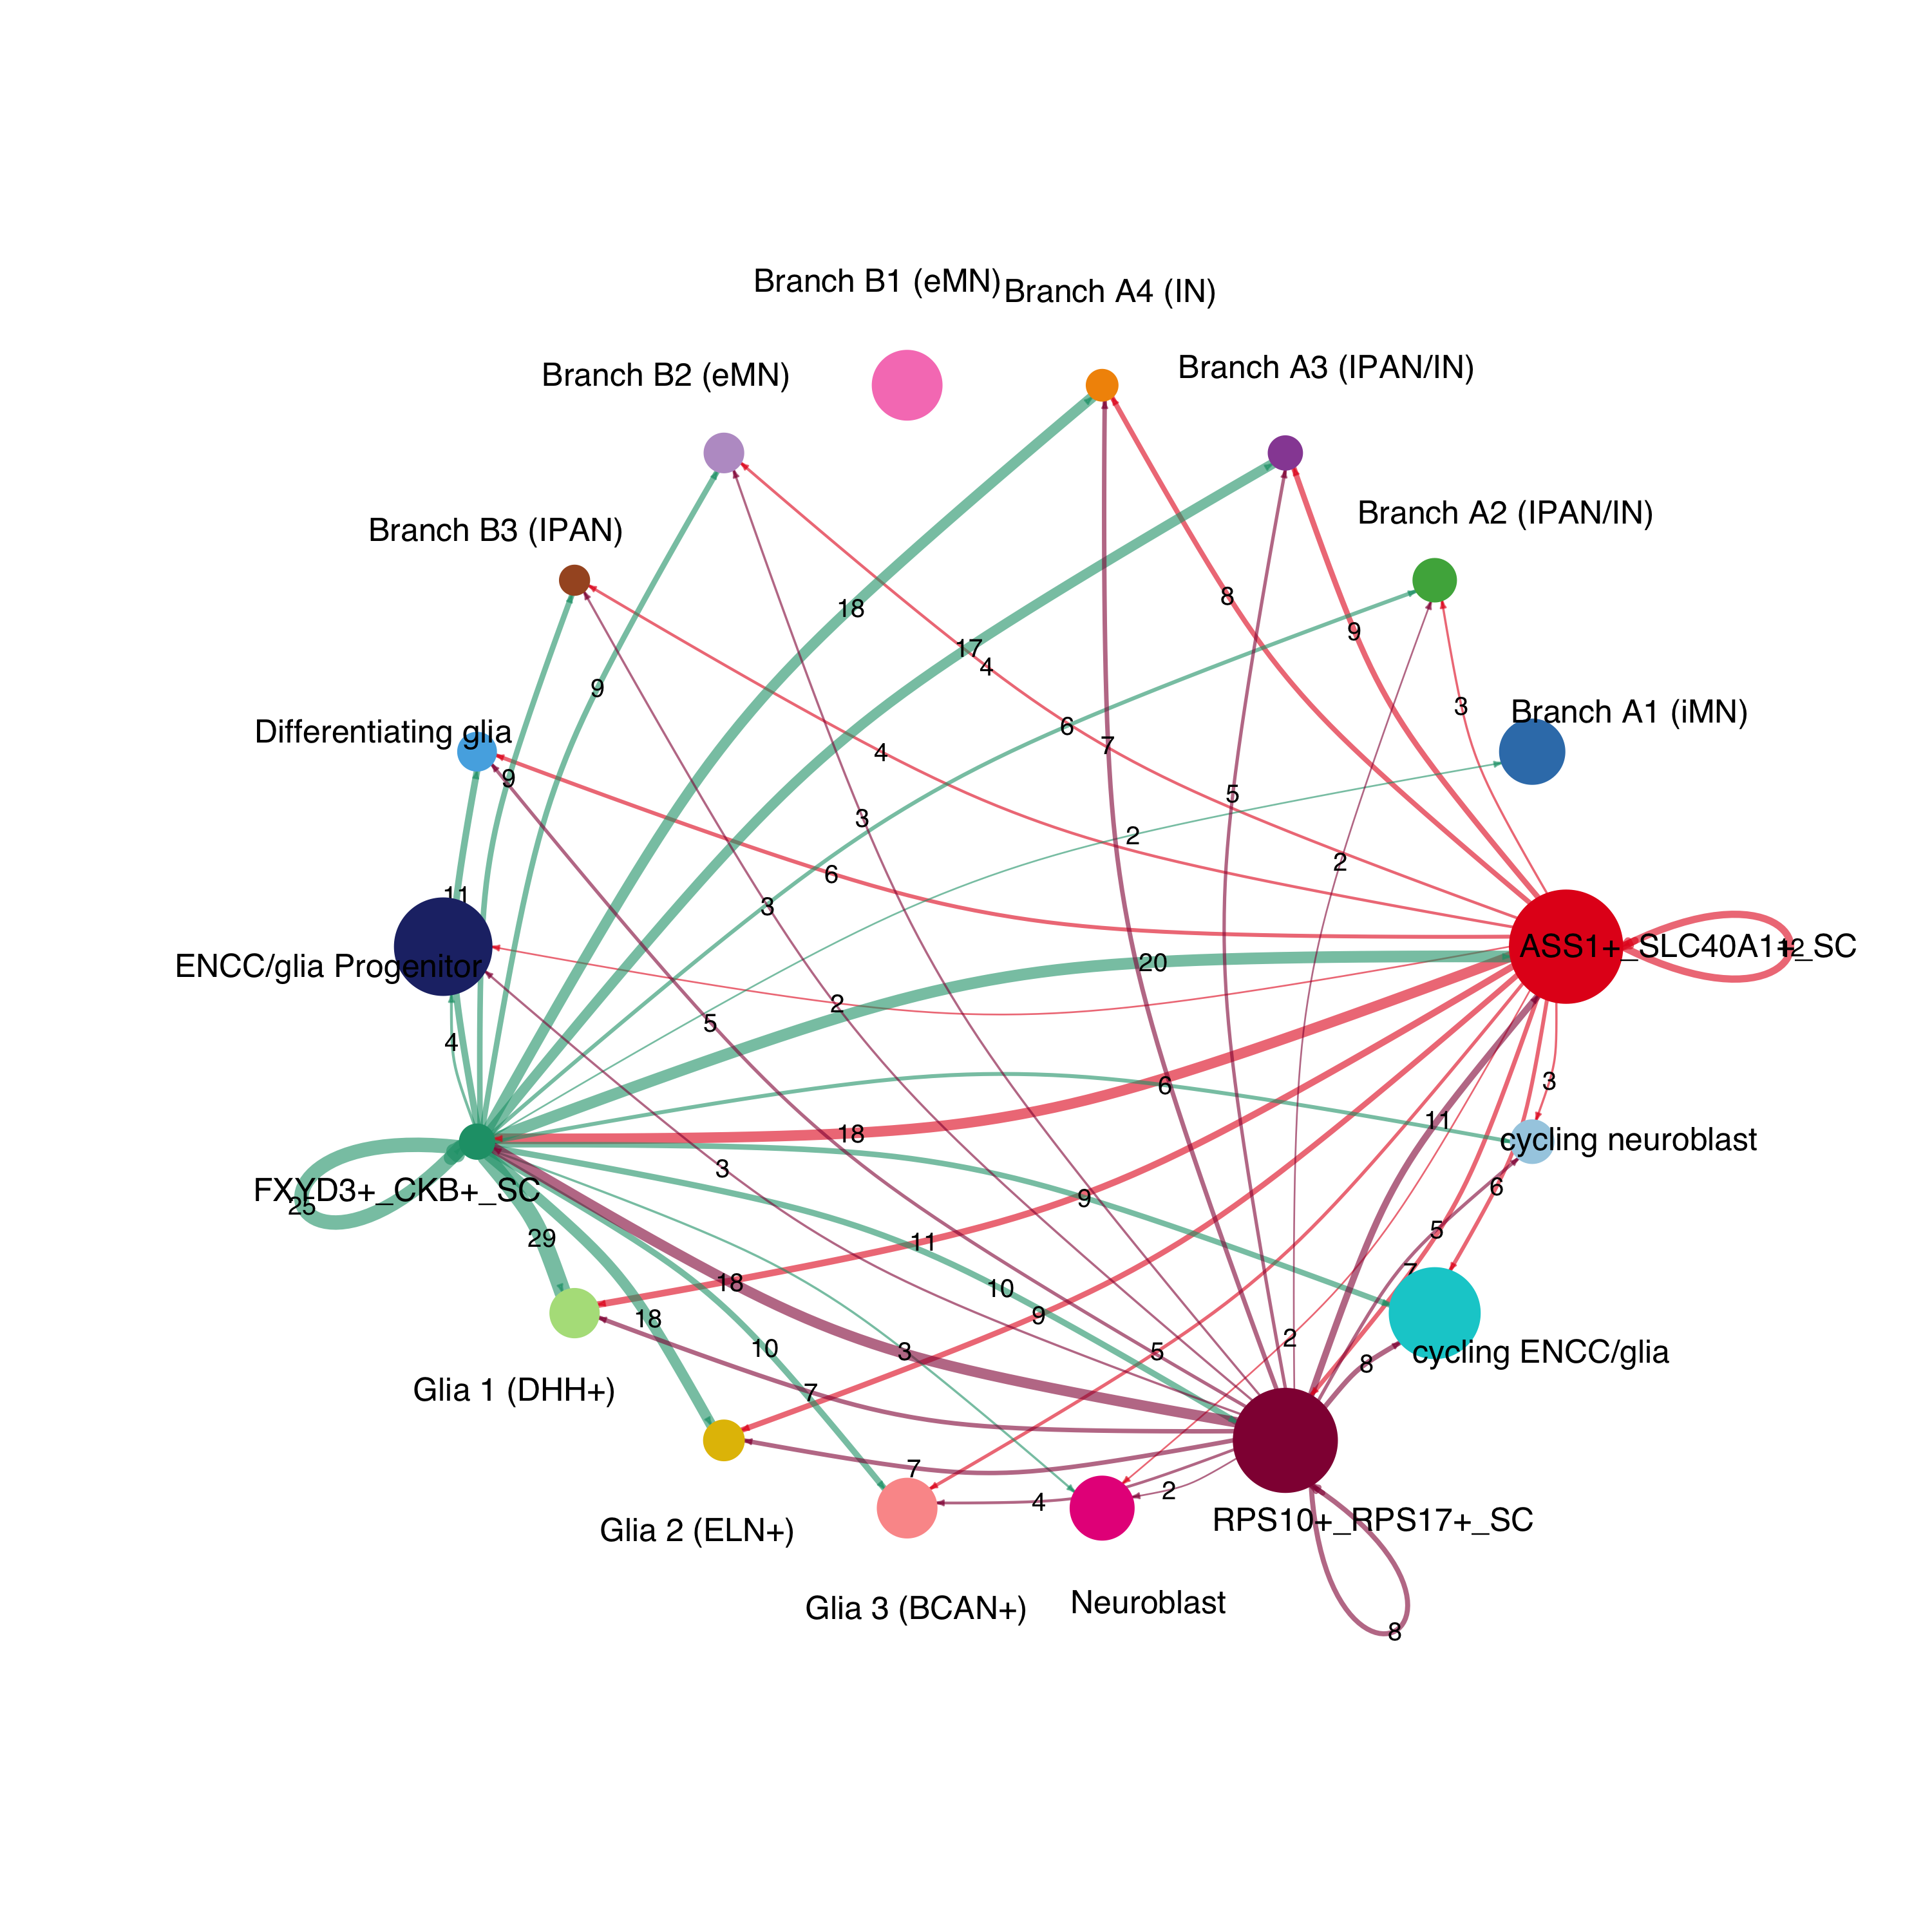 Branch B1 (eMN)
Branch A4 (IN)
Branch B2 (eMN)
Branch A3 (IPAN/IN)
Branch B3 (IPAN)
Branch A2 (IPAN/IN)
18
8
9
17
4
9
3
Branch A1 (iMN)
Differentiating glia
6
7
4
9
5
3
2
2
6
11
3
ENCC/glia Progenitor
ASS1+_SLC40A1+_SC
12
20
2
5
4
6
3
11
18
cycling neuroblast
3
FXYD3+_CKB+_SC
6
9
25
5
29
11
7
18
10
9
18
2
10
3
5
cycling ENCC/glia
8
Glia 1 (DHH+)
7
7
2
4
RPS10+_RPS17+_SC
Glia 2 (ELN+)
Neuroblast
Glia 3 (BCAN+)
8